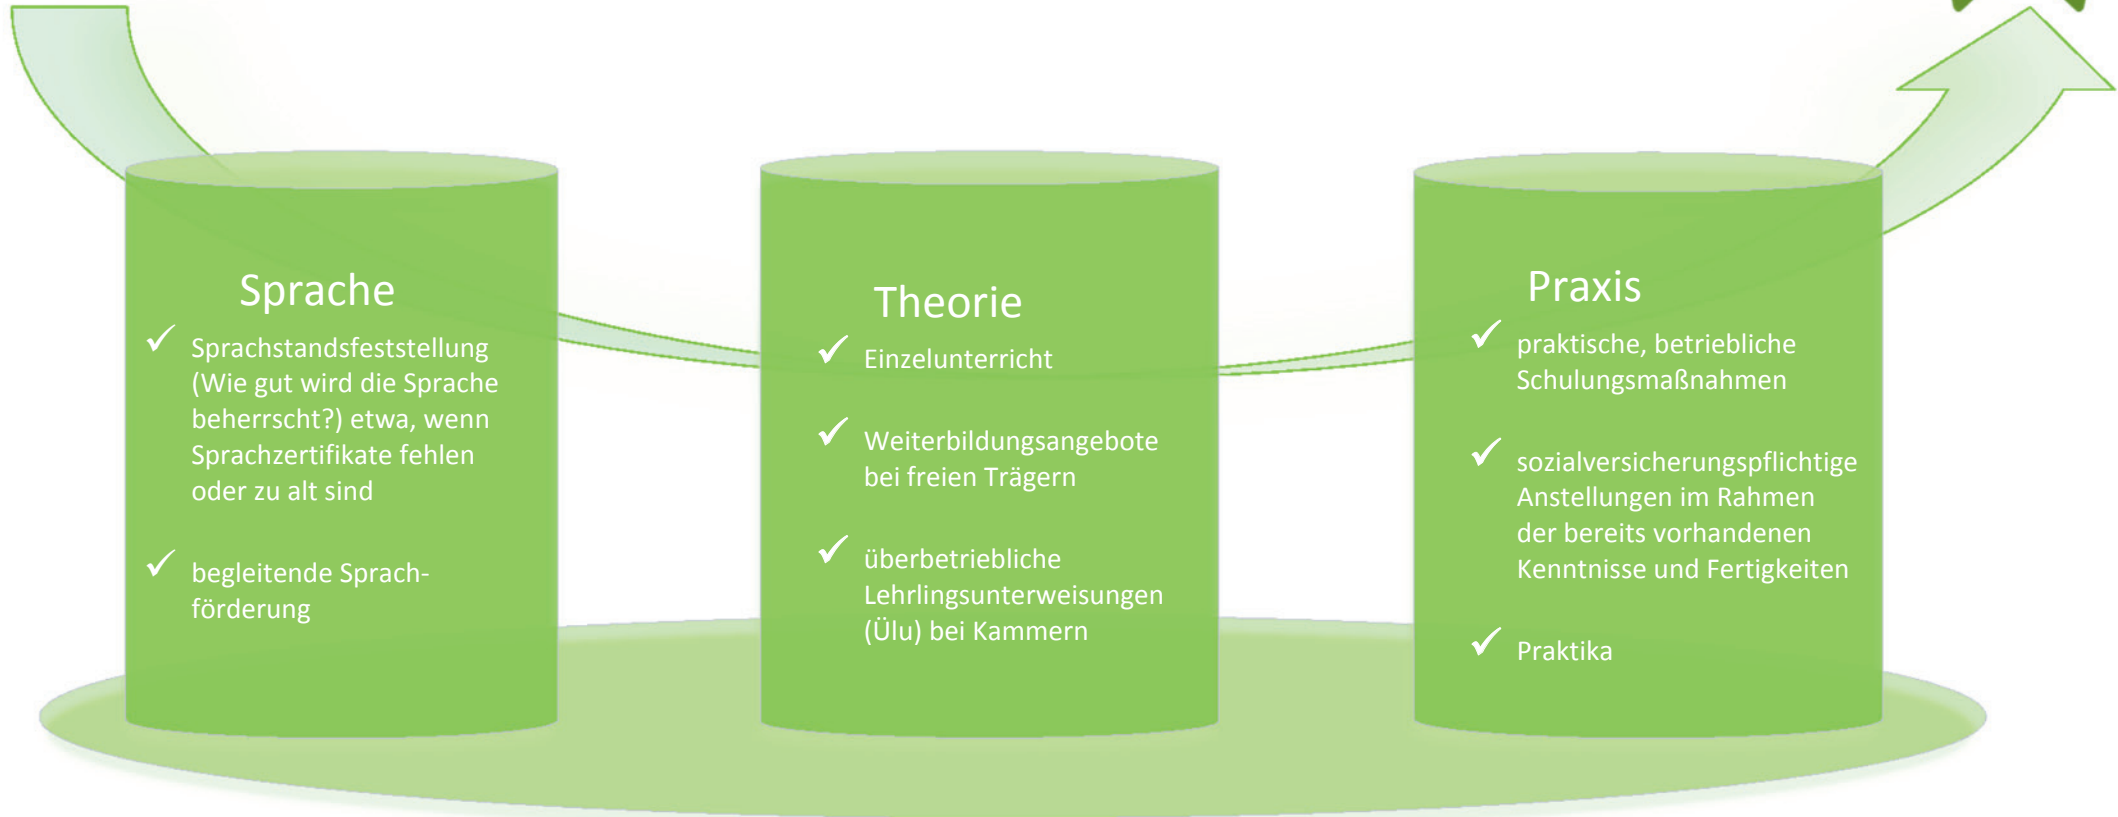 Sprache
Sprachstandsfeststellung
(Wie gut wird die Sprache
beherrscht?) etwa, wenn
Sprachzertifikate fehlen
oder zu alt sind
begleitende Sprach-
förderung
Theorie
Einzelunterricht
Weiterbildungsangebote
bei freien Trägern
überbetriebliche
Lehrlingsunterweisungen
(Ülu) bei Kammern
Praxis
praktische, betriebliche
Schulungsmaßnahmen
sozialversicherungspflichtige
Anstellungen im Rahmen
der bereits vorhandenen
Kenntnisse und Fertigkeiten
Praktika